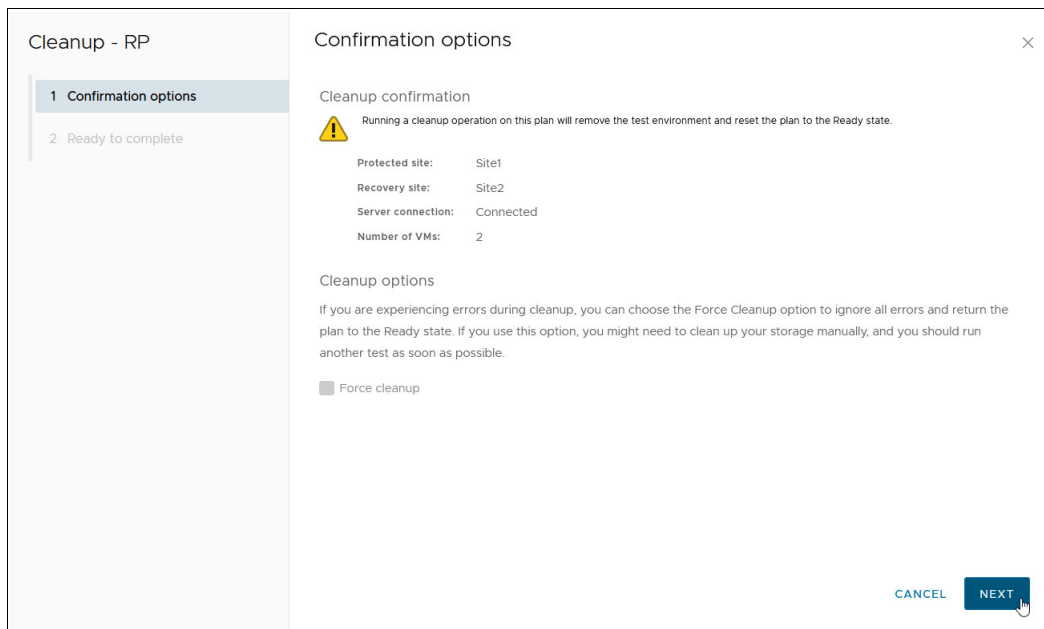 Cleanup - RP
1 Confirmation options
2 Ready to complete
Confirmation options
Cleanup confirmation
Running a cleanup operation on this plan will remove the test environment and reset the plan to the Ready state.
Protected site: Site1
Recovery site: Site2
Server connection: Connected
Number of VMs: 2
Cleanup options
If you are experiencing errors during cleanup, you can choose the Force Cleanup option to ignore all errors and return the
plan to the Ready state. If you use this option, you might need to clean up your storage manually, and you should run
another test as soon as possible.
Force cleanup
CANCEL NEXT